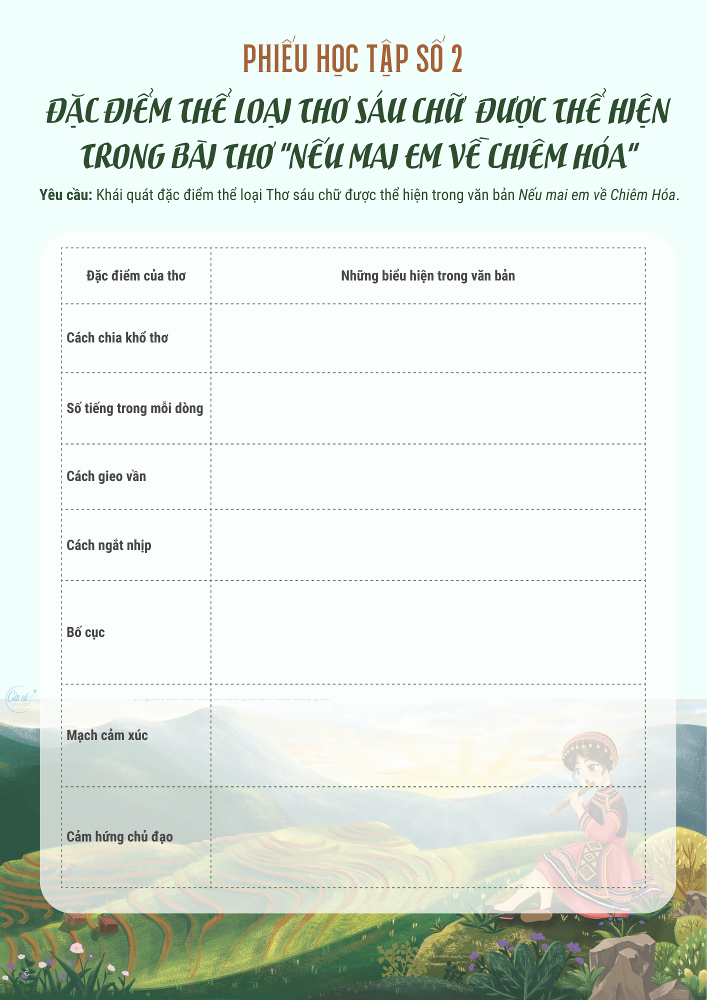 PHIẾU HỌC TẬP SỐ 2
ĐẶC ĐIỂM THỂ LOẠI THƠ SÁU CHỮ ĐƯỢC THỂ HIỆN
TRONG BÀI THƠ "NẾU MAI EM VỀ CHIÊM HÓA"
Yêu cầu: Khái quát đặc điểm thể loại Thơ sáu chữ được thể hiện trong văn bản Nếu mai em về Chiêm Hóa.
Đặc điểm của thơ
Những biểu hiện trong văn bản
Cách chia khổ thơ
Số tiếng trong mỗi dòng
Cách gieo vần
Cách ngắt nhịp
Bố cục
Cửa sổ
VĂN HỌC
Mạch cảm xúc
Cảm hứng chủ đạo
5
4